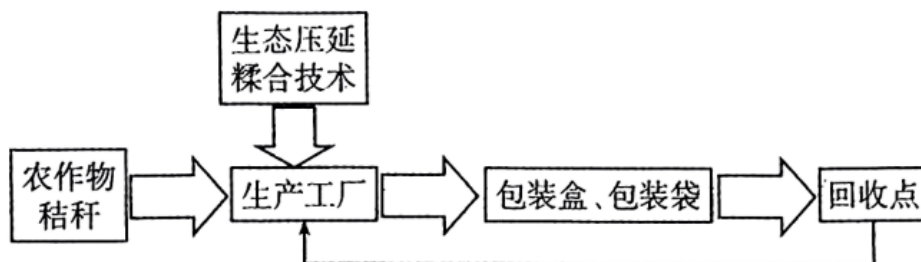 生态压延
糅合技术
农作物
秸秆
生产工厂
包装盒、包装袋
回收点